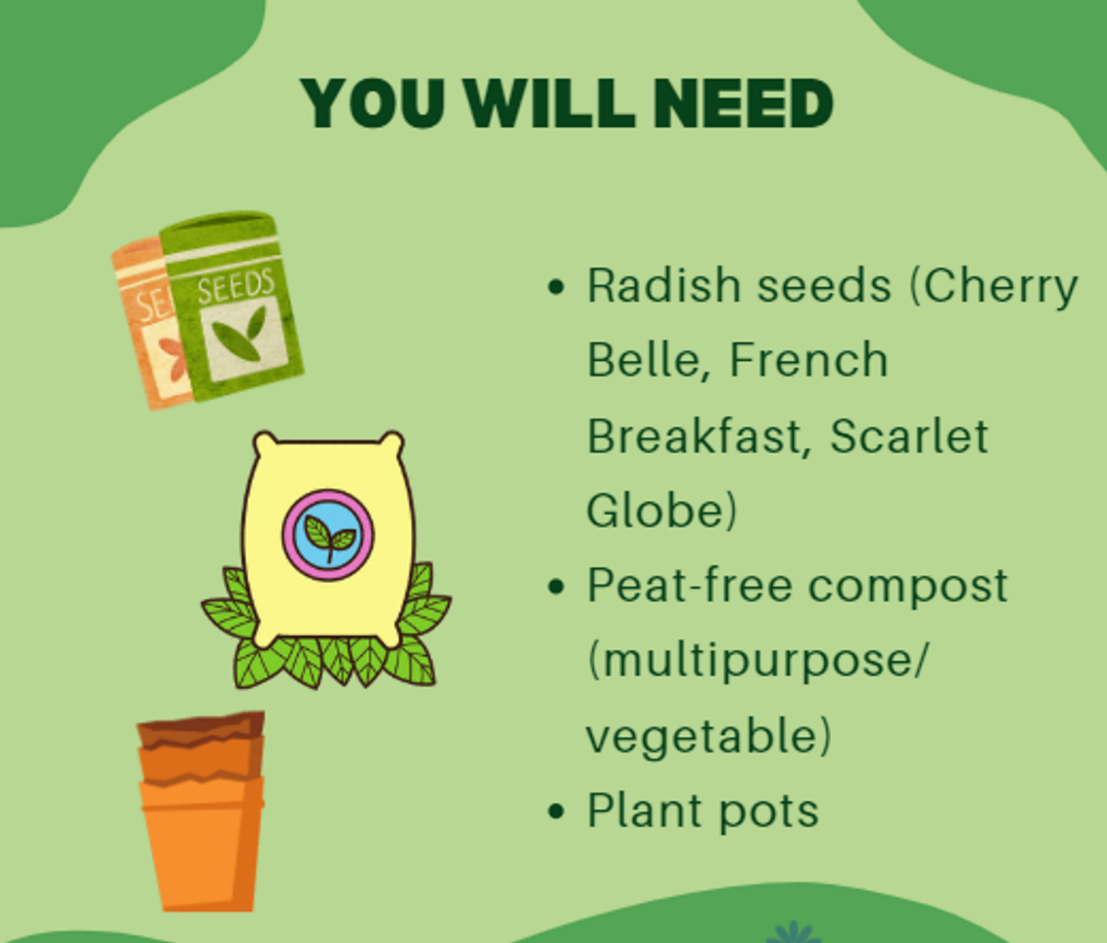 YOU WILL NEED
SEEDS
• Radish seeds (Cherry
Belle, French
Breakfast, Scarlet
Globe)
• Peat-free compost
(multipurpose/
vegetable)
• Plant pots